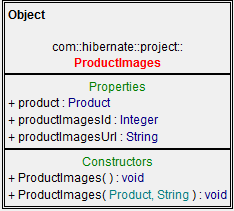 Object
com::hibernate::project::
ProductImages
Properties
+ product : Product
+ productImagesId : Integer
+ productImagesUrl : String
Constructors
+ ProductImages( ) : void
+ ProductImages( Product, String ) : void